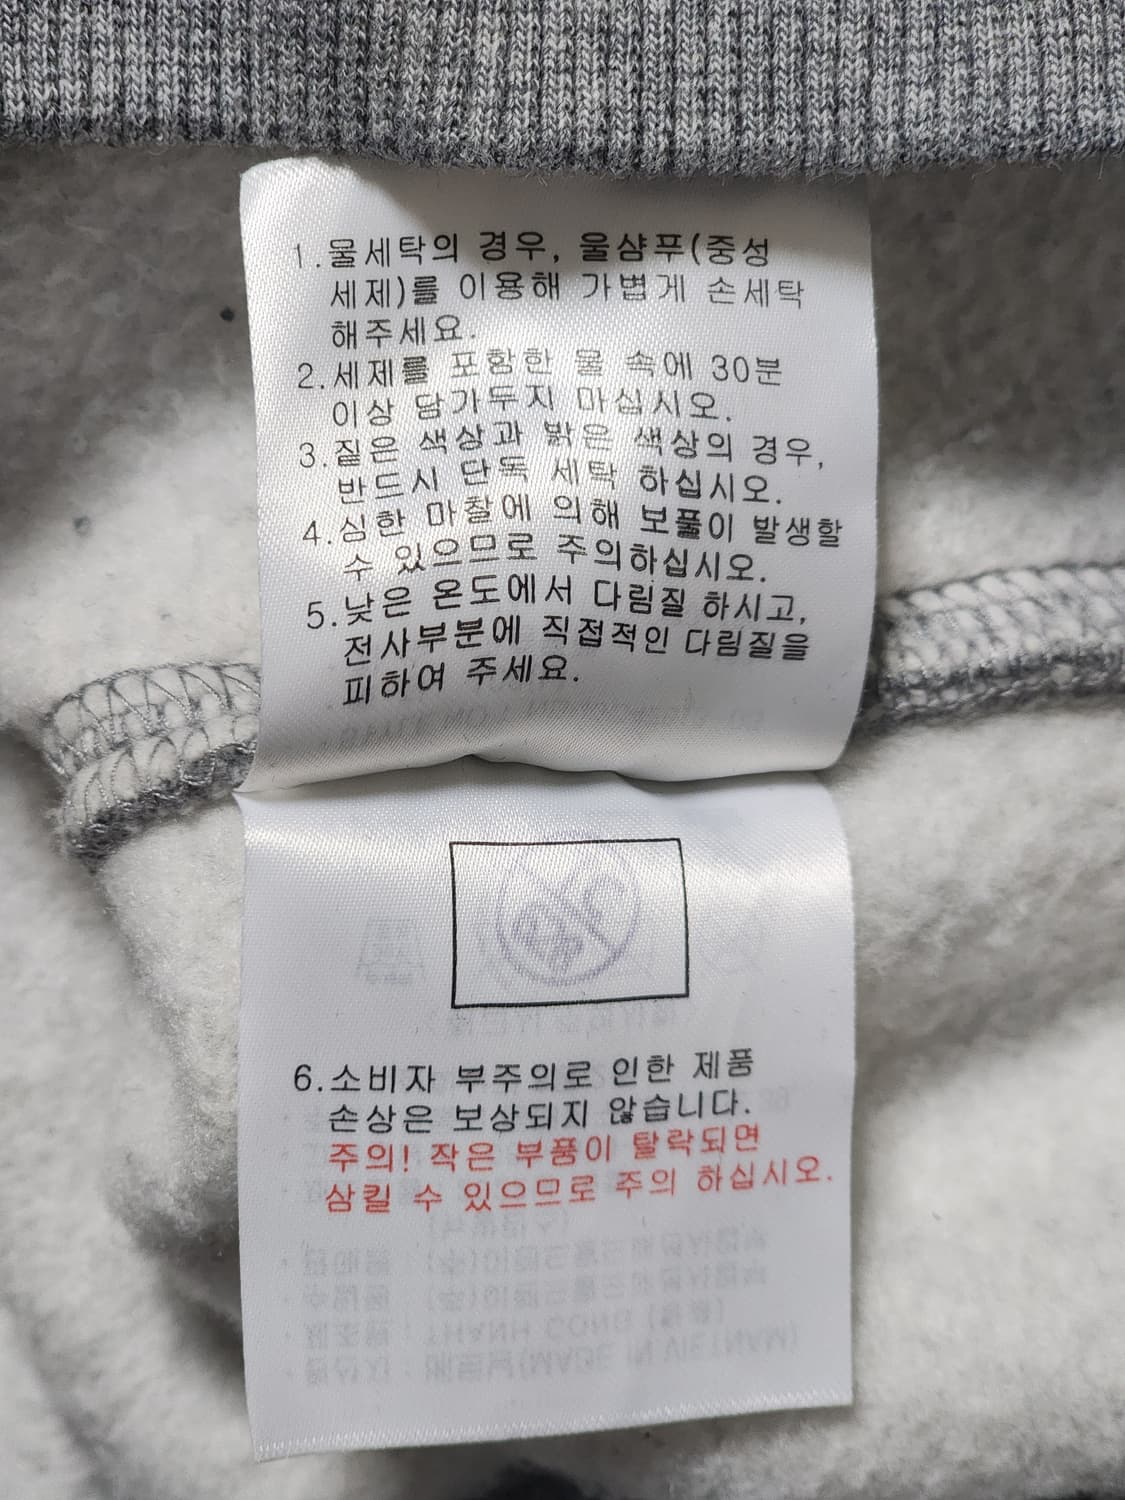 1.물세탁의 경우, 울샴푸(중성
세제)를 이용해 가볍게 손세탁
해주세요.
2.세제를 포함한 물 속에 30분
이상 담가두지 마십시오.
3.짙은 색상과 밝은 색상의 경우,
반드시 단독 세탁 하십시오.
4.심한 마찰에 의해 보풀이 발생할
수 있으므로 주의하십시오.
5.낮은 온도에서 다림질 하시고,
전사부분에 직접적인 다림질을
피하여 주세요.
6.소비자 부주의로 인한 제품
손상은 보상되지 않습니다.
주의! 작은 부품이 탈락되면
삼킬 수 있으므로 주의 하십시오.
THANH CONG
(MADE IN VIETNAM)